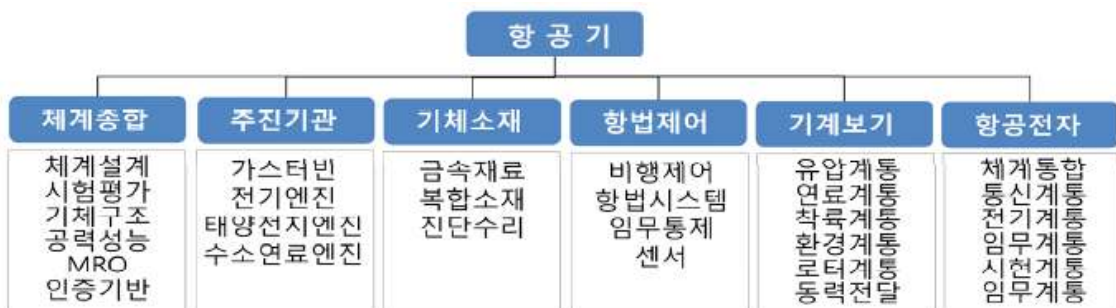 항 공 기
체계종합
체계설계
시험평가
기체구조
공력성능
MRO
인증기반
추진기관
가스터빈
전기엔진
태양전지엔진
수소연료엔진
기체소재
금속재료
복합소재
진단수리
항법제어
비행제어
항법시스템
임무통제
센서
기계보기
유압계통
연료계통
착륙계통
환경계통
로터계통
동력전달
항공전자
체계통합
통신계통
전기계통
임무계통
시현계통
임무계통